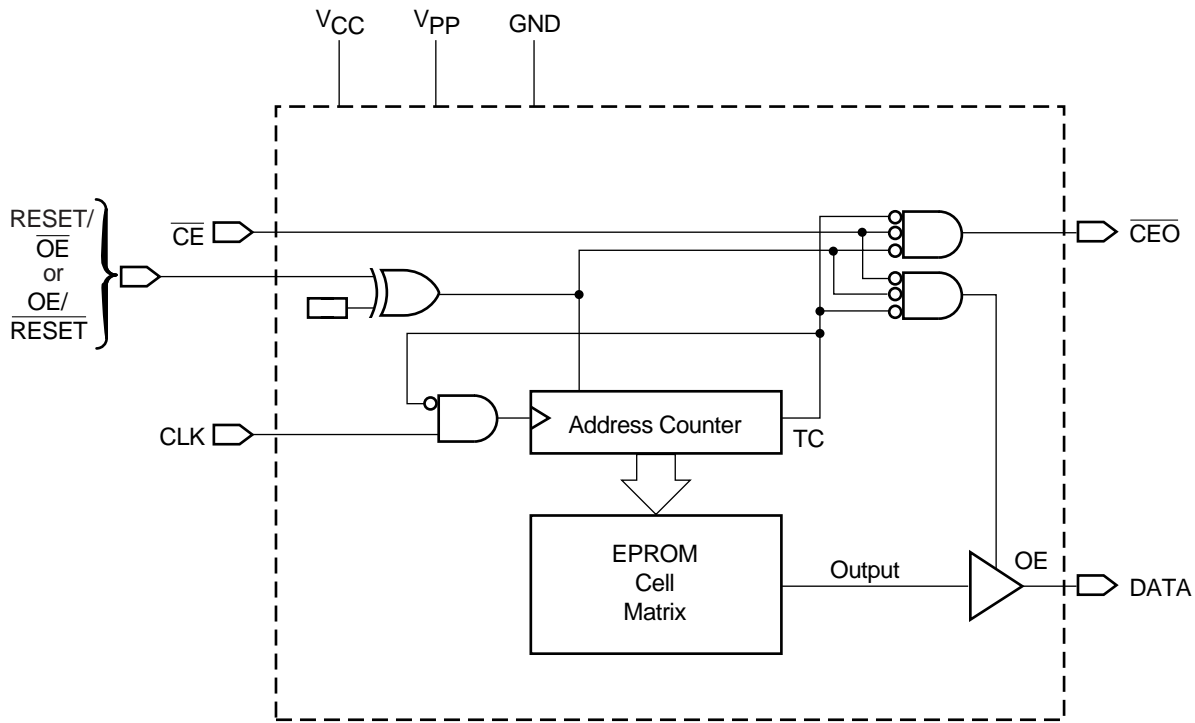 VCC
VPP
GND
RESET/
OE
or
OE/
RESET
CE
CEO
CLK
Address Counter
TC
EPROM
Cell
Matrix
Output
OE
DATA